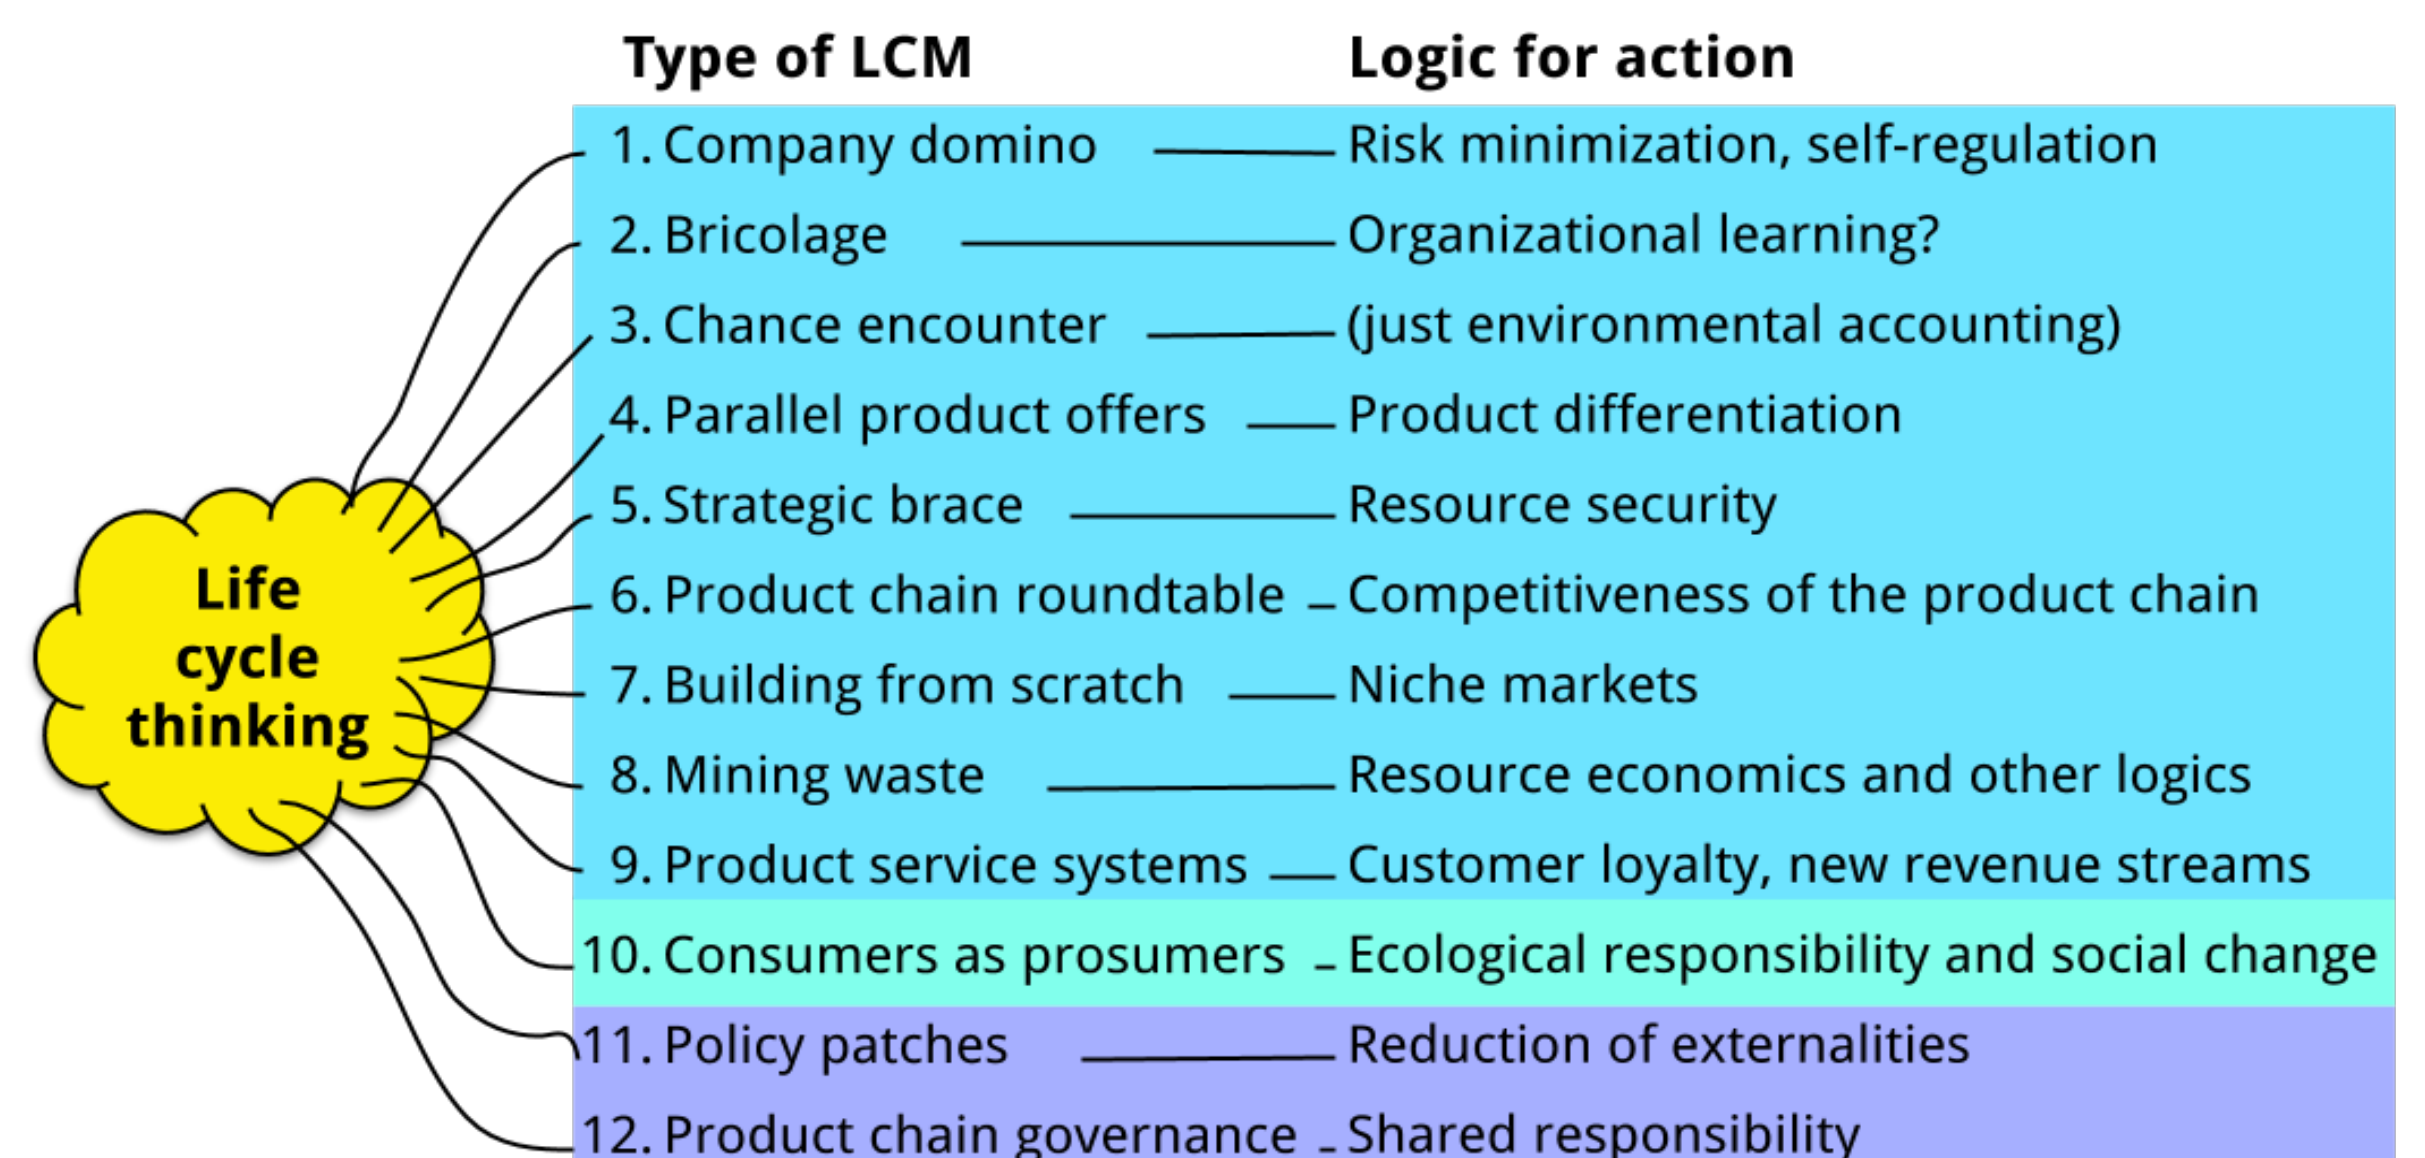 Type of LCM Logic for action
1. Company domino Risk minimization, self-regulation
2. Bricolage Organizational learning?
3. Chance encounter (just environmental accounting)
4. Parallel product offers Product differentiation
5. Strategic brace Resource security
6. Product chain roundtable Competitiveness of the product chain
7. Building from scratch Niche markets
8. Mining waste Resource economics and other logics
9. Product service systems Customer loyalty, new revenue streams
10. Consumers as prosumers Ecological responsibility and social change
11. Policy patches Reduction of externalities
12. Product chain governance Shared responsibility
Life
cycle
thinking